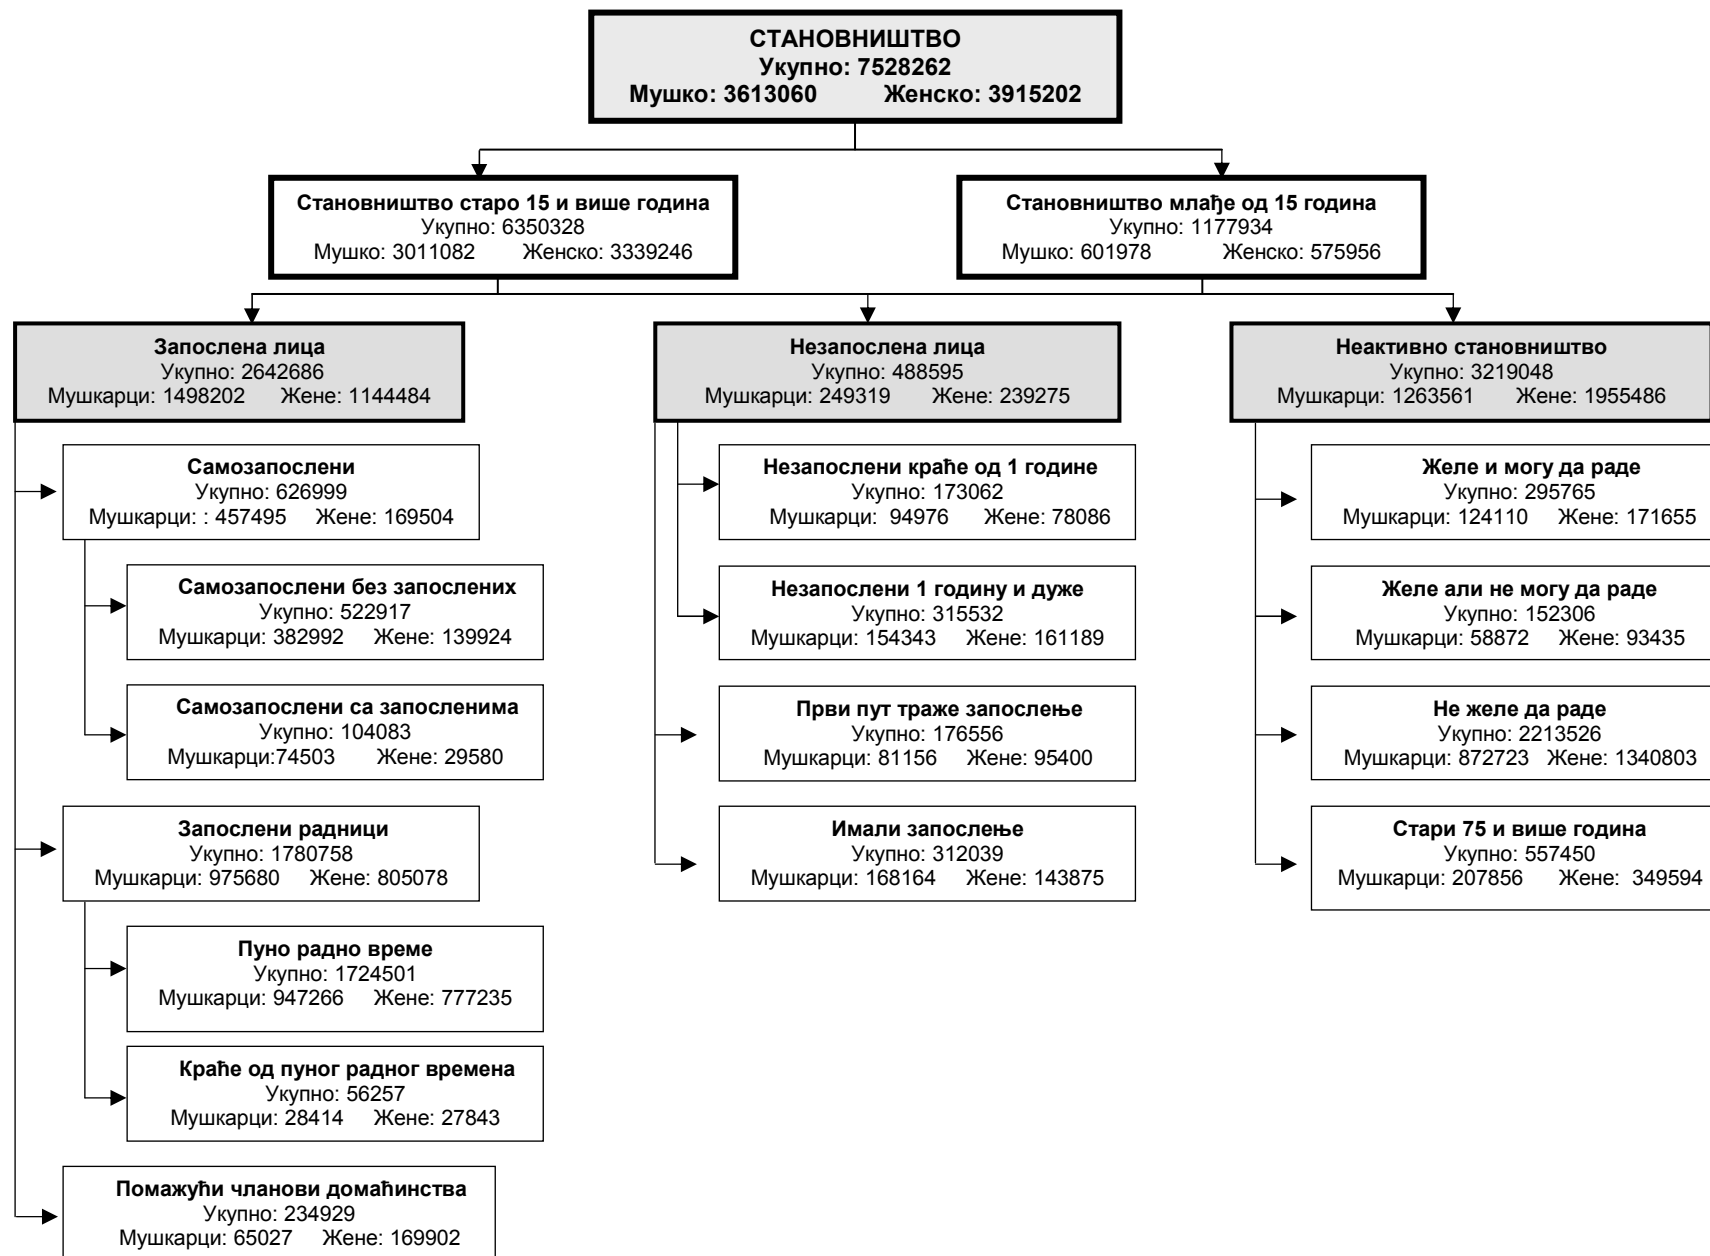 СТАНОВНИШТВО
Укупно: 7528262
Мушко: 3613060 Женско: 3915202
Становништво старо 15 и више година
Укупно: 6350328
Мушко: 3011082 Женско: 3339246
Становништво млађе од 15 година
Укупно: 1177934
Мушко: 601978 Женско: 575956
Запослена лица
Укупно: 2642686
Мушкарци: 1498202 Жене: 1144484
Незапослена лица
Укупно: 488595
Мушкарци: 249319 Жене: 239275
Неактивно становништво
Укупно: 3219048
Мушкарци: 1263561 Жене: 1955486
Самозапослени
Укупно: 626999
Мушкарци: : 457495 Жене: 169504
Самозапослени без запослених
Укупно: 522917
Мушкарци: 382992 Жене: 139924
Самозапослени са запосленима
Укупно: 104083
Мушкарци:74503 Жене: 29580
Запослени радници
Укупно: 1780758
Мушкарци: 975680 Жене: 805078
Пуно радно време
Укупно: 1724501
Мушкарци: 947266 Жене: 777235
Краће од пуног радног времена
Укупно: 56257
Мушкарци: 28414 Жене: 27843
Помажући чланови домаћинства
Укупно: 234929
Мушкарци: 65027 Жене: 169902
Незапослени краће од 1 године
Укупно: 173062
Мушкарци: 94976 Жене: 78086
Незапослени 1 годину и дуже
Укупно: 315532
Мушкарци: 154343 Жене: 161189
Први пут траже запослење
Укупно: 176556
Мушкарци: 81156 Жене: 95400
Имали запослење
Укупно: 312039
Мушкарци: 168164 Жене: 143875
Желе и могу да раде
Укупно: 295765
Мушкарци: 124110 Жене: 171655
Желе али не могу да раде
Укупно: 152306
Мушкарци: 58872 Жене: 93435
Не желе да раде
Укупно: 2213526
Мушкарци: 872723 Жене: 1340803
Стари 75 и више година
Укупно: 557450
Мушкарци: 207856 Жене: 349594